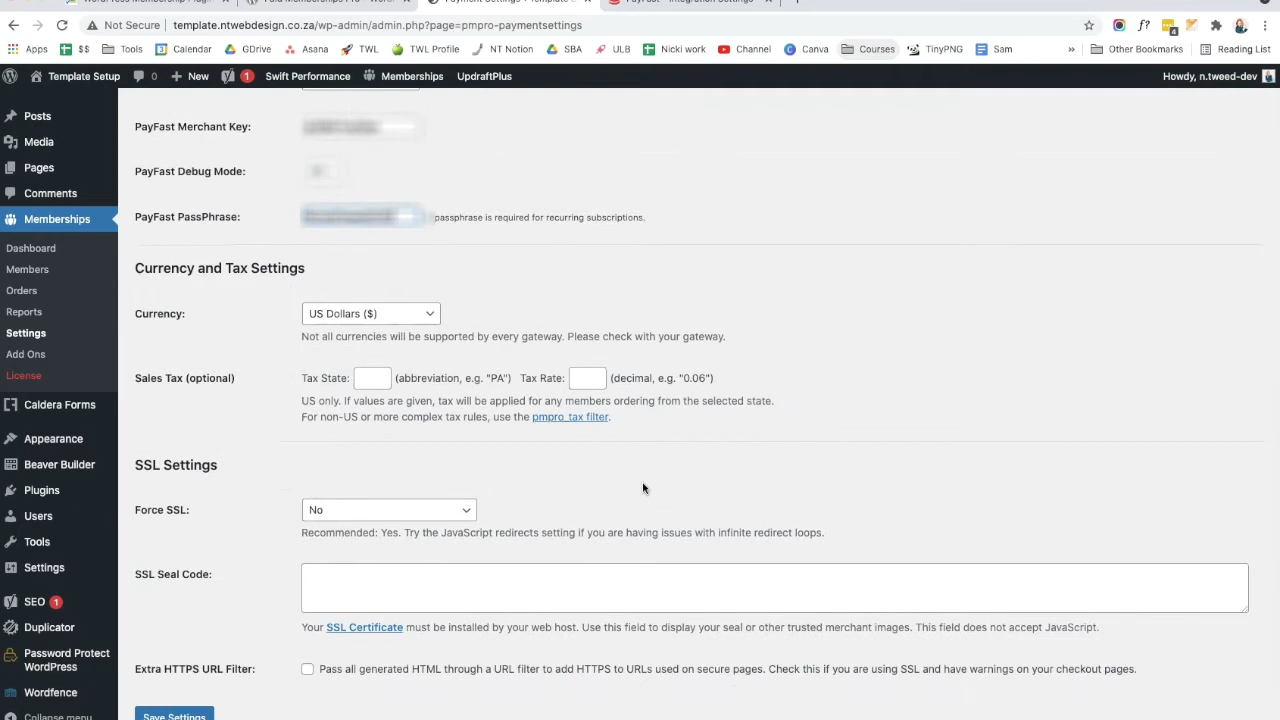 Not Secure
template.ntwebdesign.co.za/wp-admin/admin.php?page=pmpro-paymentsettings
Apps $$ Tools Calendar GDrive Asana TWL TWL Profile NT Notion SBA ULB Nicki work Channel Canva Courses TinyPNG Sam » Other Bookmarks Reading List
Template Setup 0 New 1 Swift Performance Memberships UpdraftPlus Howdy, n.tweed-dev
Posts
Media
Pages
Comments
Memberships
Dashboard
Members
Orders
Reports
Settings
Add Ons
License
Caldera Forms
Appearance
Beaver Builder
Plugins
Users
Tools
Settings
SEO 1
Duplicator
Password Protect
WordPress
Wordfence
Collapse menu
PayFast Merchant Key:
PayFast Debug Mode:
PayFast PassPhrase:
passphrase is required for recurring subscriptions.
Currency and Tax Settings
Currency: US Dollars ($)
Not all currencies will be supported by every gateway. Please check with your gateway.
Sales Tax (optional) Tax State: (abbreviation, e.g. "PA") Tax Rate: (decimal, e.g. "0.06")
US only. If values are given, tax will be applied for any members ordering from the selected state.
For non-US or more complex tax rules, use the pmpro_tax filter.
SSL Settings
Force SSL: No
Recommended: Yes. Try the JavaScript redirects setting if you are having issues with infinite redirect loops.
SSL Seal Code:
Your SSL Certificate must be installed by your web host. Use this field to display your seal or other trusted merchant images. This field does not accept JavaScript.
Extra HTTPS URL Filter: Pass all generated HTML through a URL filter to add HTTPS to URLs used on secure pages. Check this if you are using SSL and have warnings on your checkout pages.
Save Settings